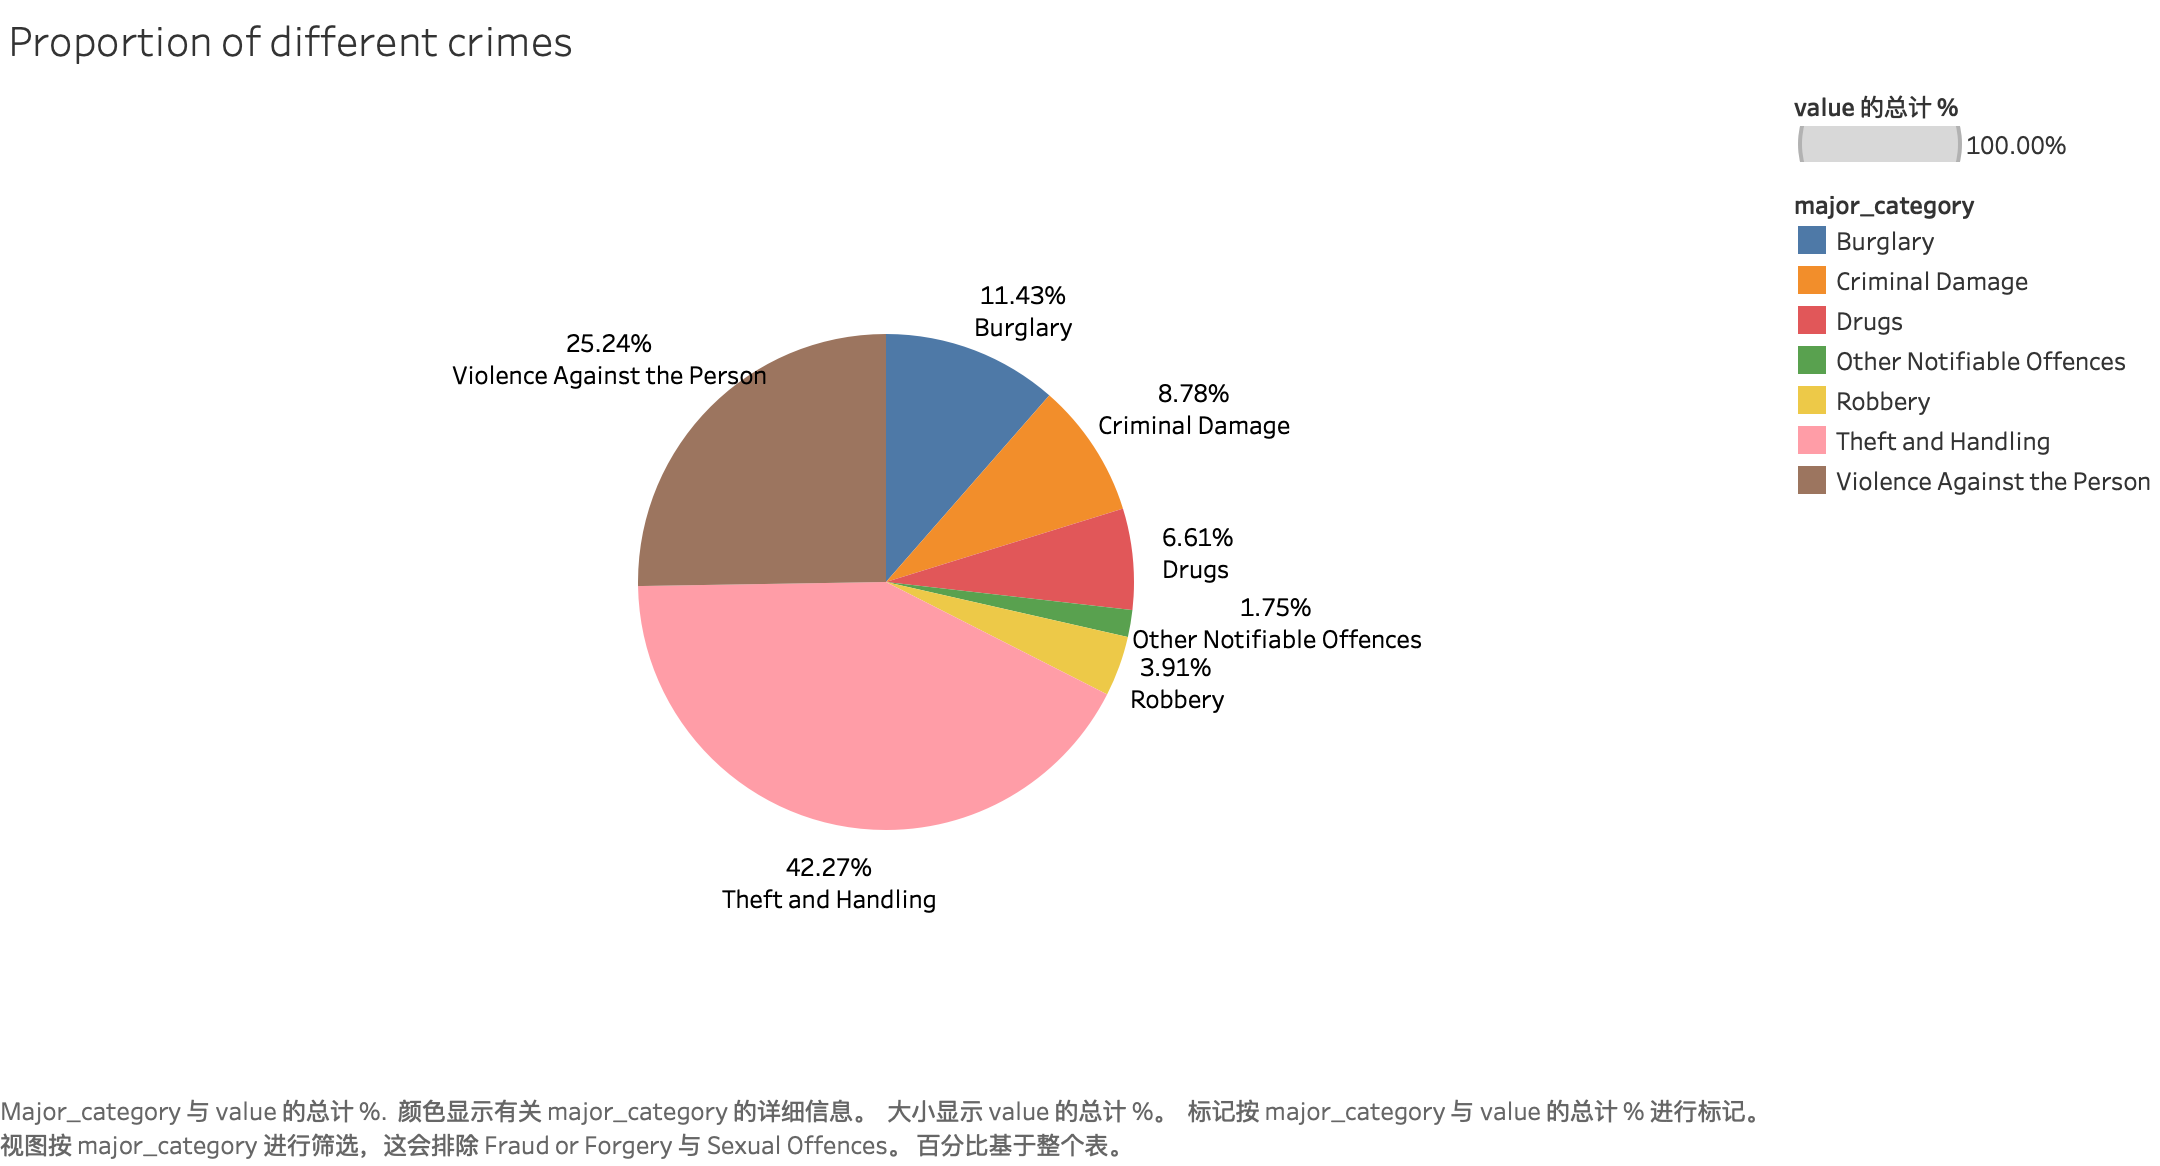 Proportion of different crimes
value 的总计 %
100.00%
major_category
Burglary
Criminal Damage
Drugs
Other Notifiable Offences
Robbery
Theft and Handling
Violence Against the Person
11.43%
Burglary
25.24%
Violence Against the Person
8.78%
Criminal Damage
6.61%
Drugs
1.75%
Other Notifiable Offences
3.91%
Robbery
42.27%
Theft and Handling
Major_category 与 value 的总计 %. 颜色显示有关 major_category 的详细信息。 大小显示 value 的总计 %。 标记按 major_category 与 value 的总计 % 进行标记。
视图按 major_category 进行筛选，这会排除 Fraud or Forgery 与 Sexual Offences。 百分比基于整个表。